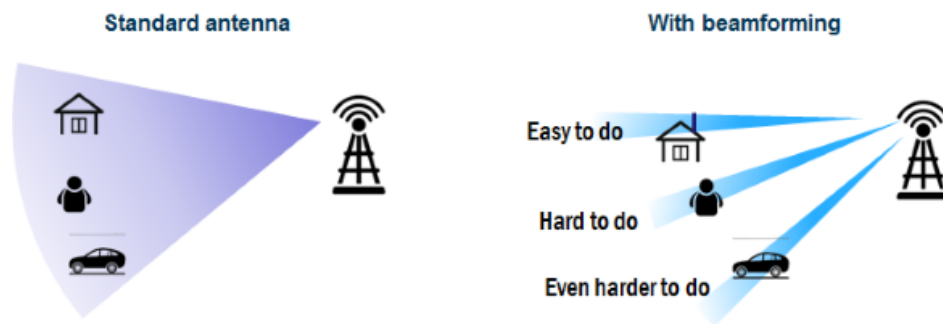 Standard antenna
With beamforming
Easy to do
Hard to do
Even harder to do